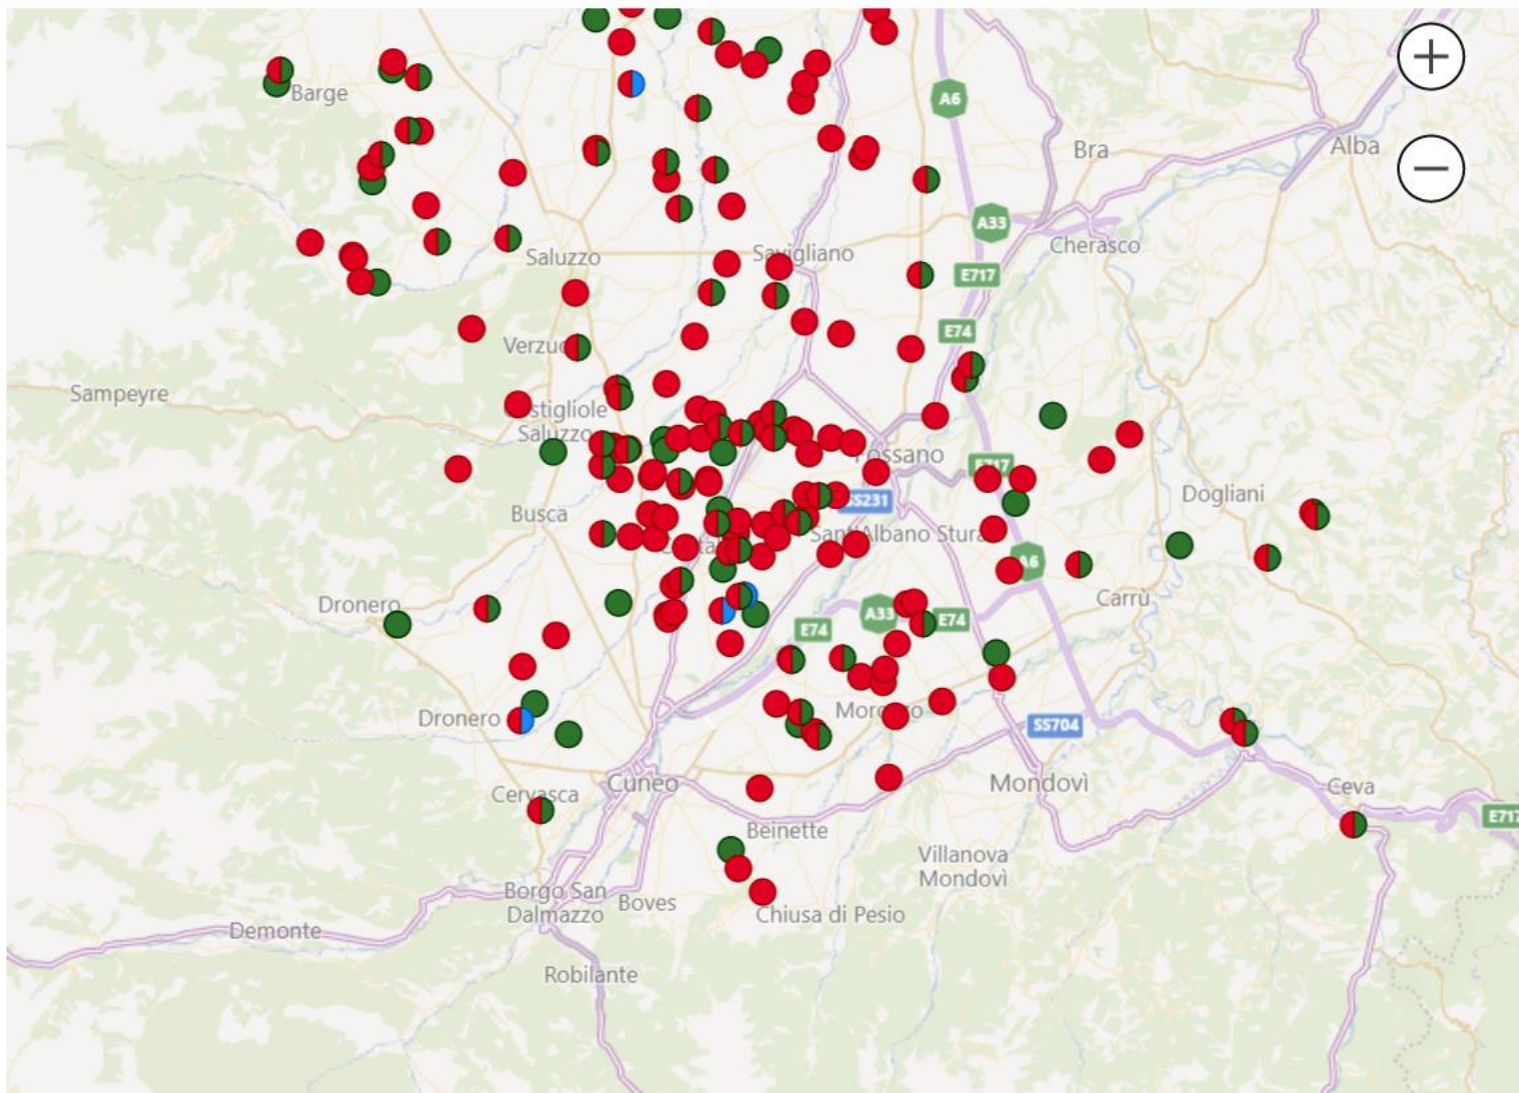 Barge
A6
Bra
Alba
A33
Saluzzo
Savigliano
Cherasco
E717
E74
Verzuo
Sampeyre
stigliole
Saluzzo
Fossano
E717
Dogliani
Busca
SS231
Sant'Albano Stura
A6
Dronero
Carrù
A33
E74
E74
Dronero
SS704
Cuneo
Mondovì
Cervasca
Ceva
E717
Beinette
Villanova
Mondovì
Borgo San
Dalmazzo
Boves
Chiusa di Pesio
Demonte
Robilante